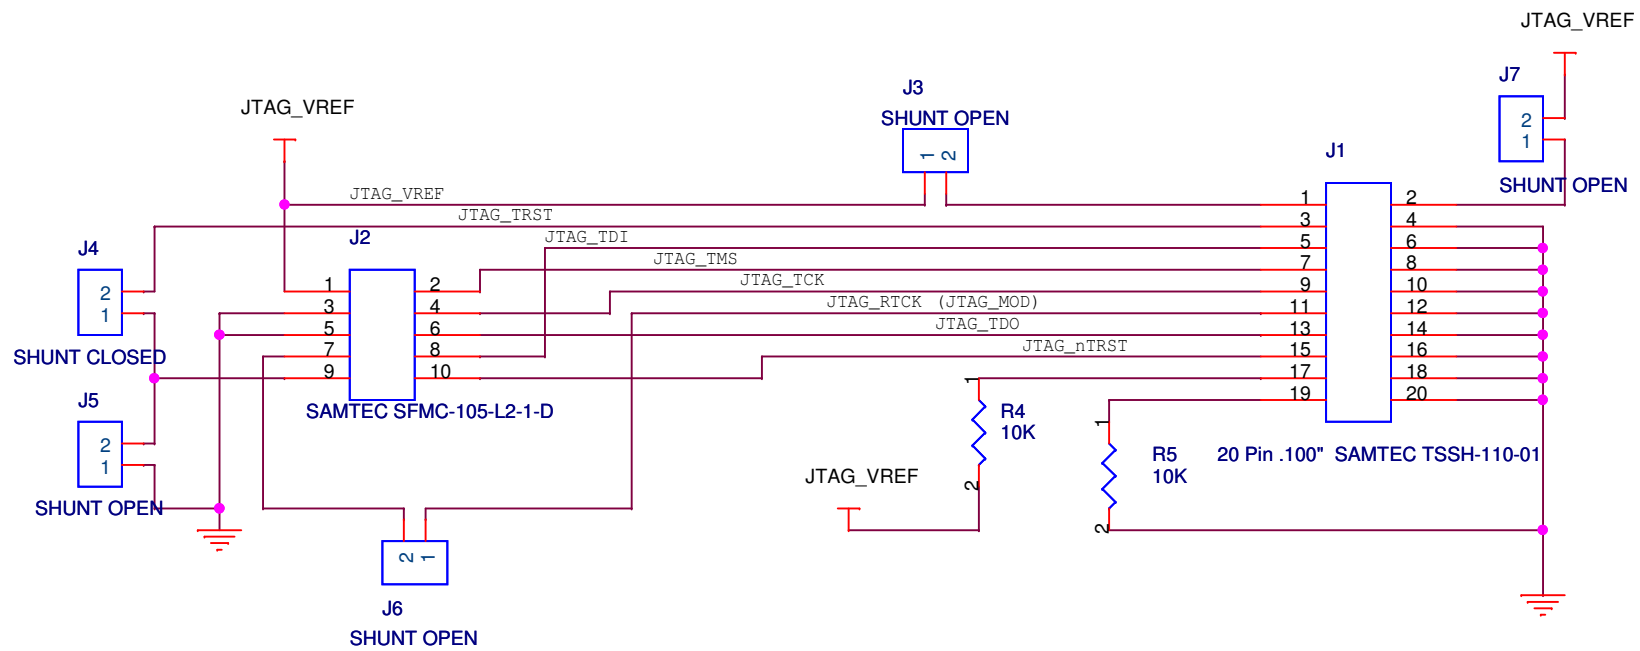 JTAG_VREF
J7
2
1
SHUNT OPEN
JTAG_VREF
J3
SHUNT OPEN
1
2
J1
JTAG_VREF
JTAG_TRST
JTAG_TDI
JTAG_TMS
JTAG_TCK
JTAG_RTCK (JTAG_MOD)
JTAG_TDO
JTAG_nTRST
1 2
3 4
5 6
7 8
9 10
11 12
13 14
15 16
17 18
19 20
20 Pin .100" SAMTEC TSSH-110-01
J2
1 2
3 4
5 6
7 8
9 10
SAMTEC SFMC-105-L2-1-D
J4
2
1
SHUNT CLOSED
J5
2
1
SHUNT OPEN
1
R4
10K
2
1
R5
10K
2
JTAG_VREF
2
1
J6
SHUNT OPEN